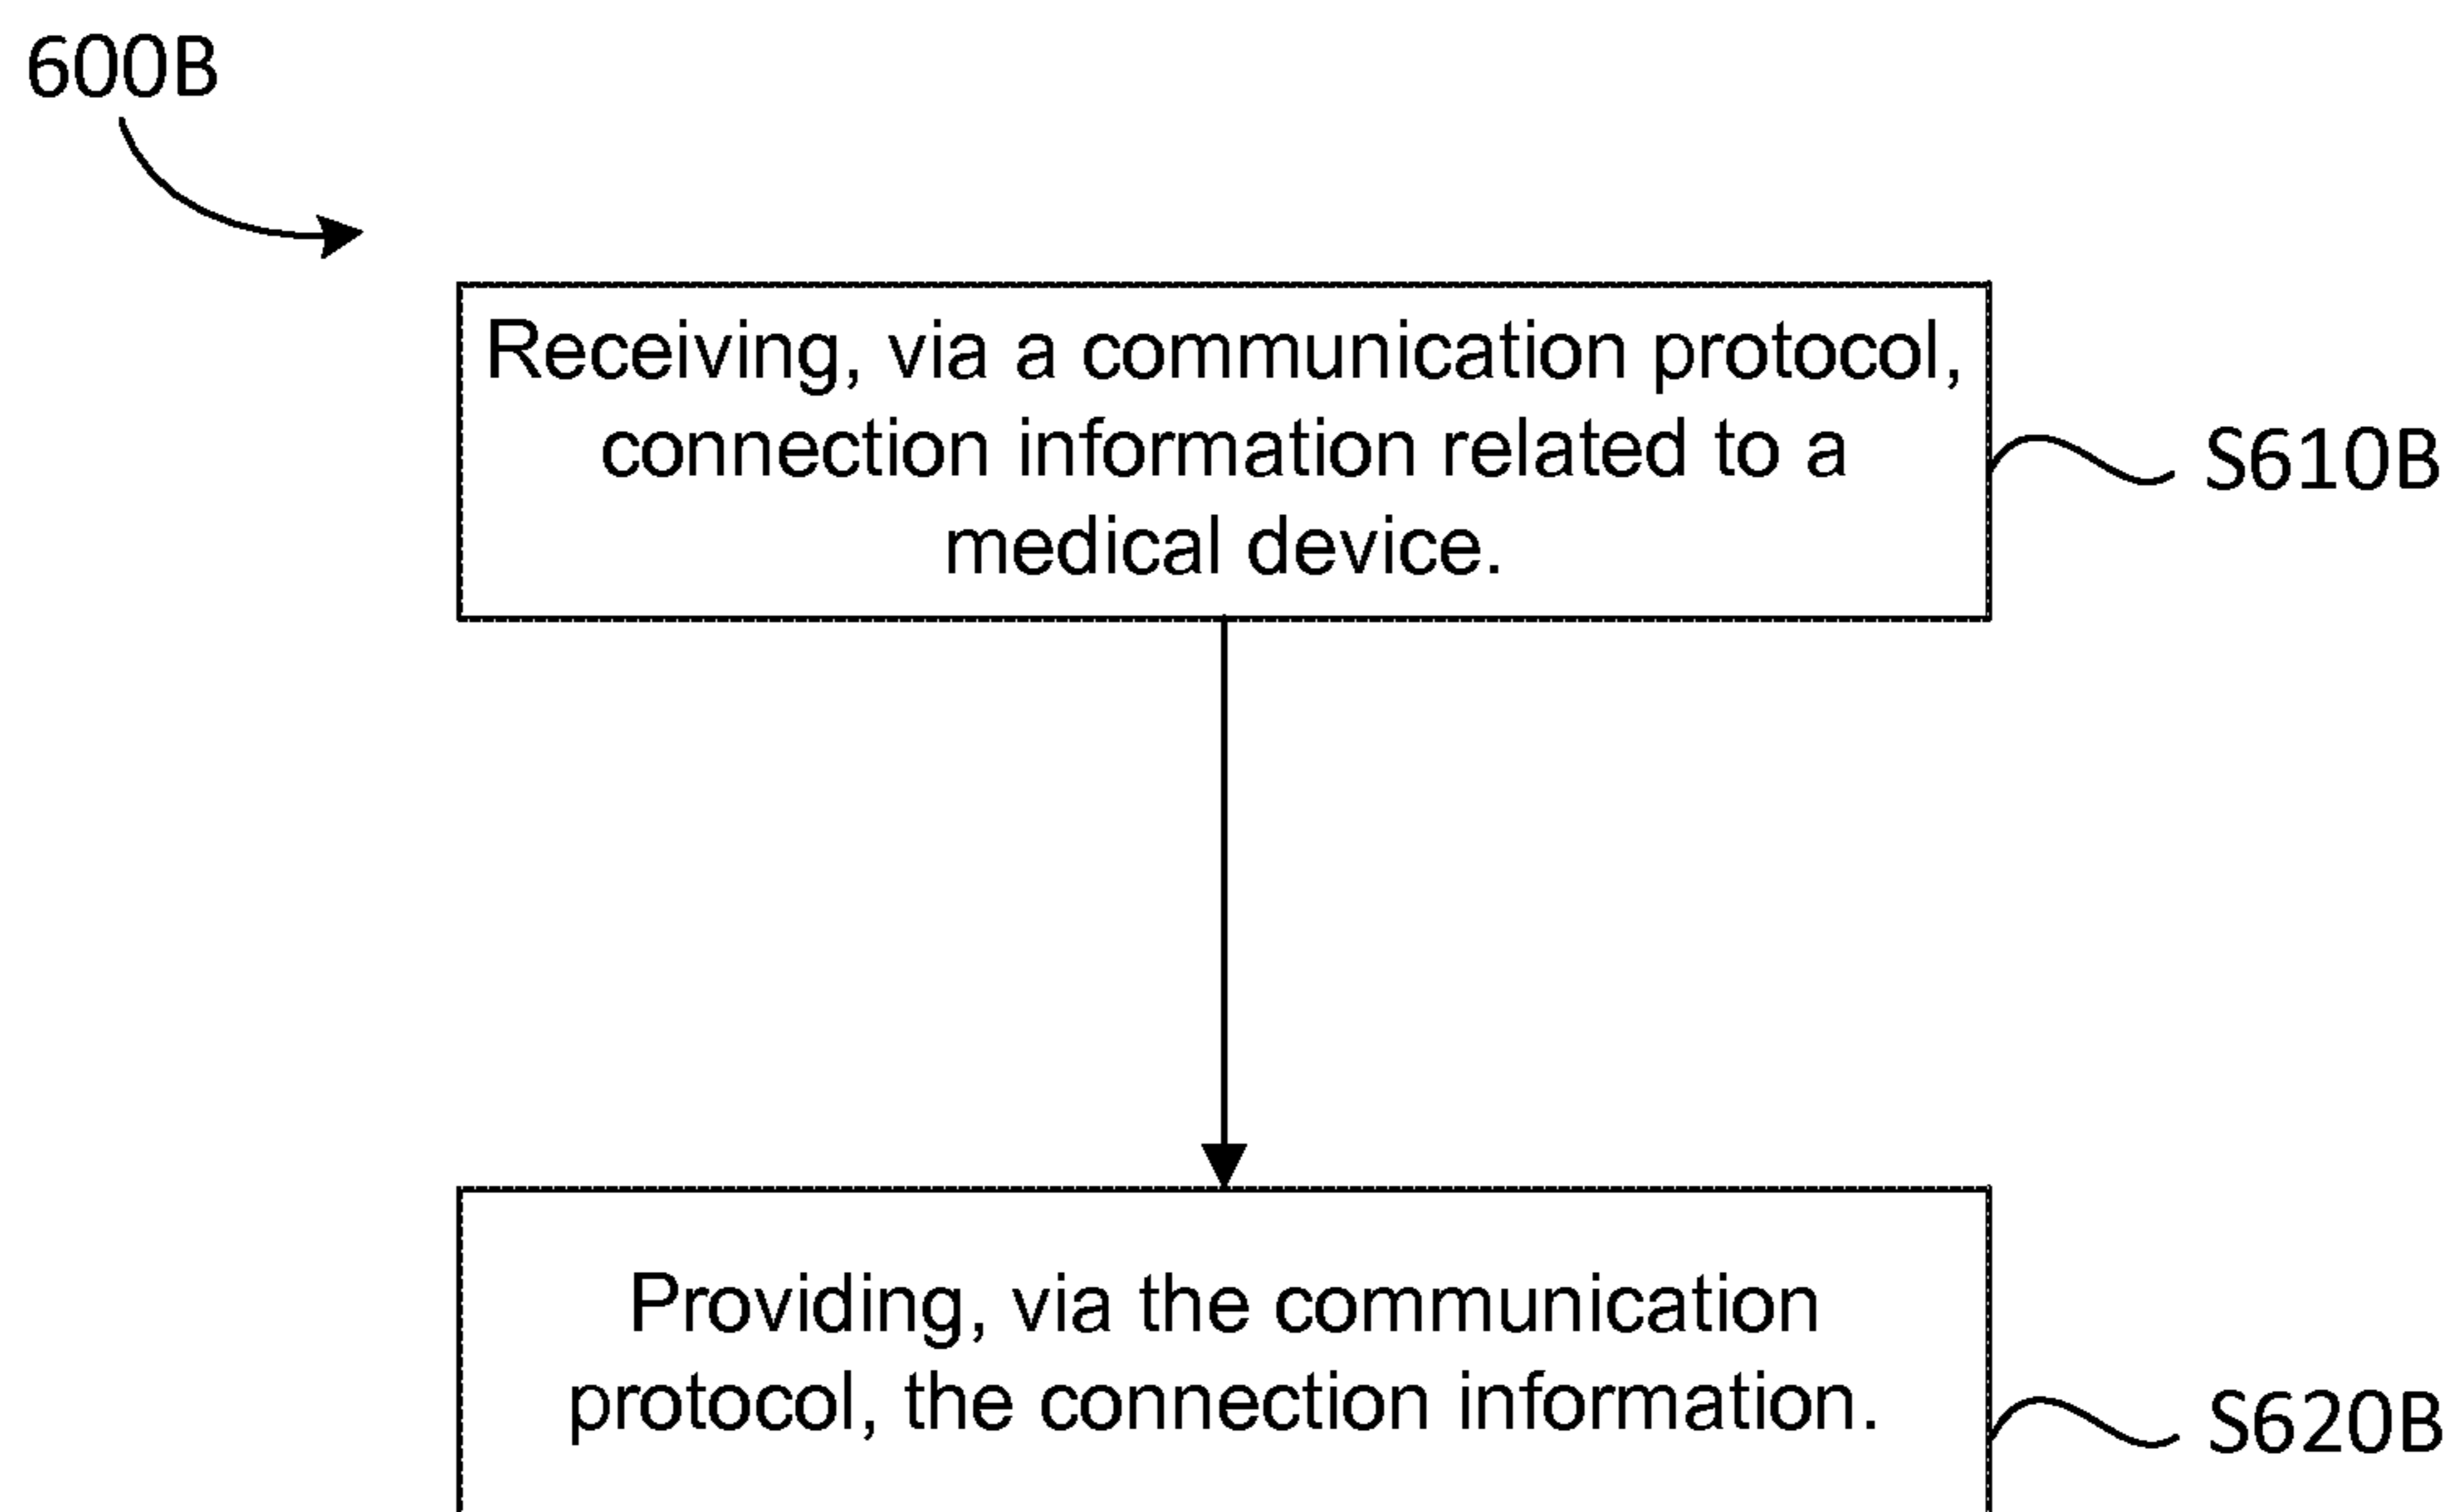 600B
Receiving, via a communication protocol,
connection information related to a
medical device.
S610B
Providing, via the communication
protocol, the connection information.
S620B